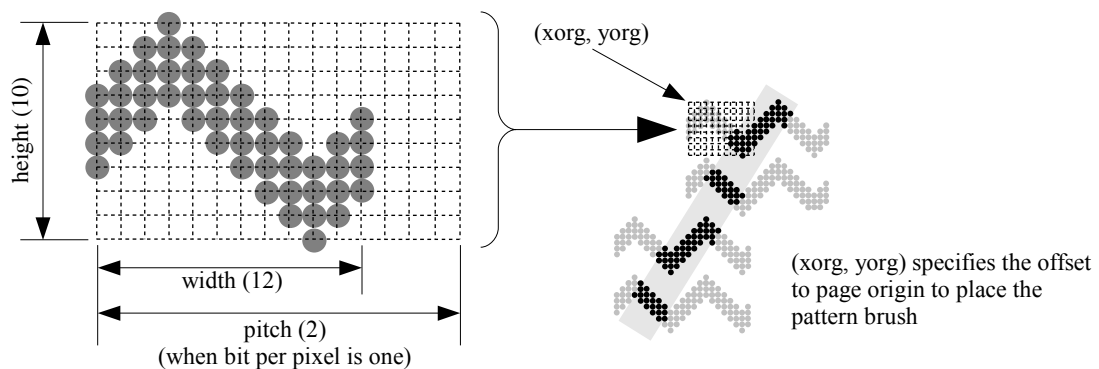 height (10)
width (12)
pitch (2)
(when bit per pixel is one)
(xorg, yorg)
(xorg, yorg) specifies the offset
to page origin to place the
pattern brush